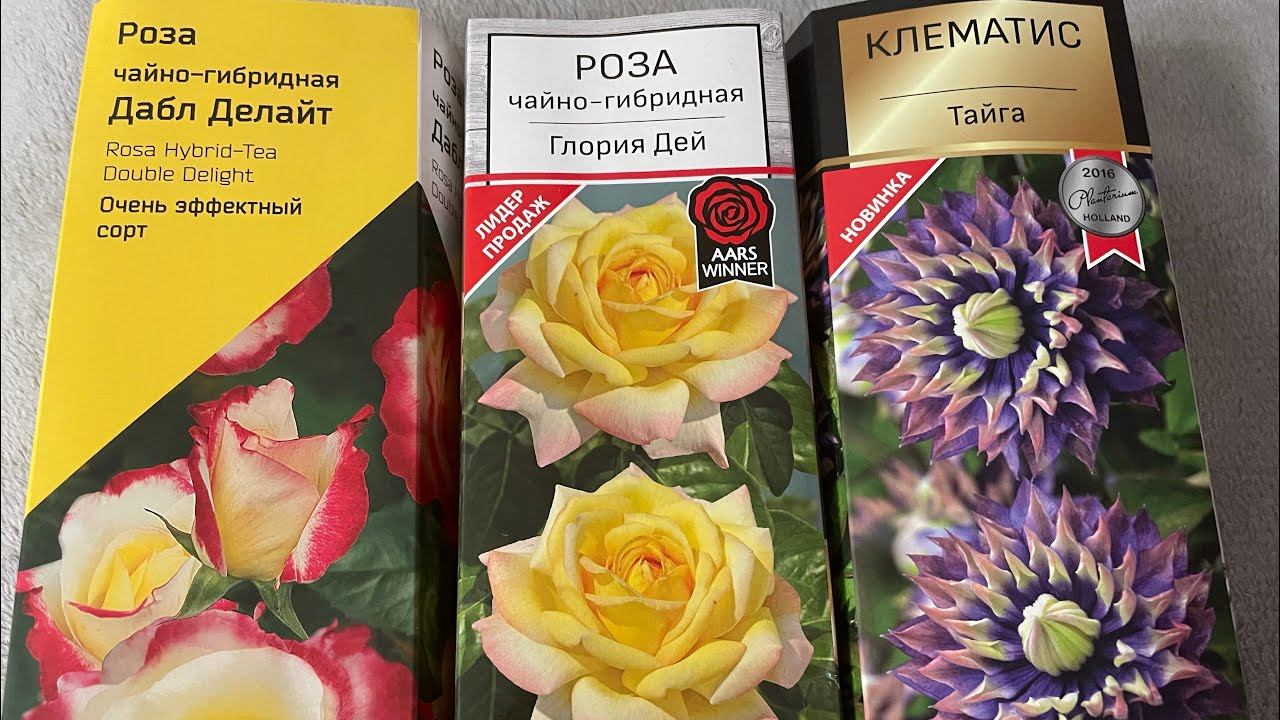 Роза
чайно-гибридная
Дабл Делайт
Rosa Hybrid-Tea
Double Delight
Очень эффектный
сорт
РОЗА
чайно-гибридная
Глория Дей
ЛИДЕР
ПРОДАЖ
AARS
WINNER
КЛЕМАТИС
Тайга
НОВИНКА
2016
Plantarium
HOLLAND